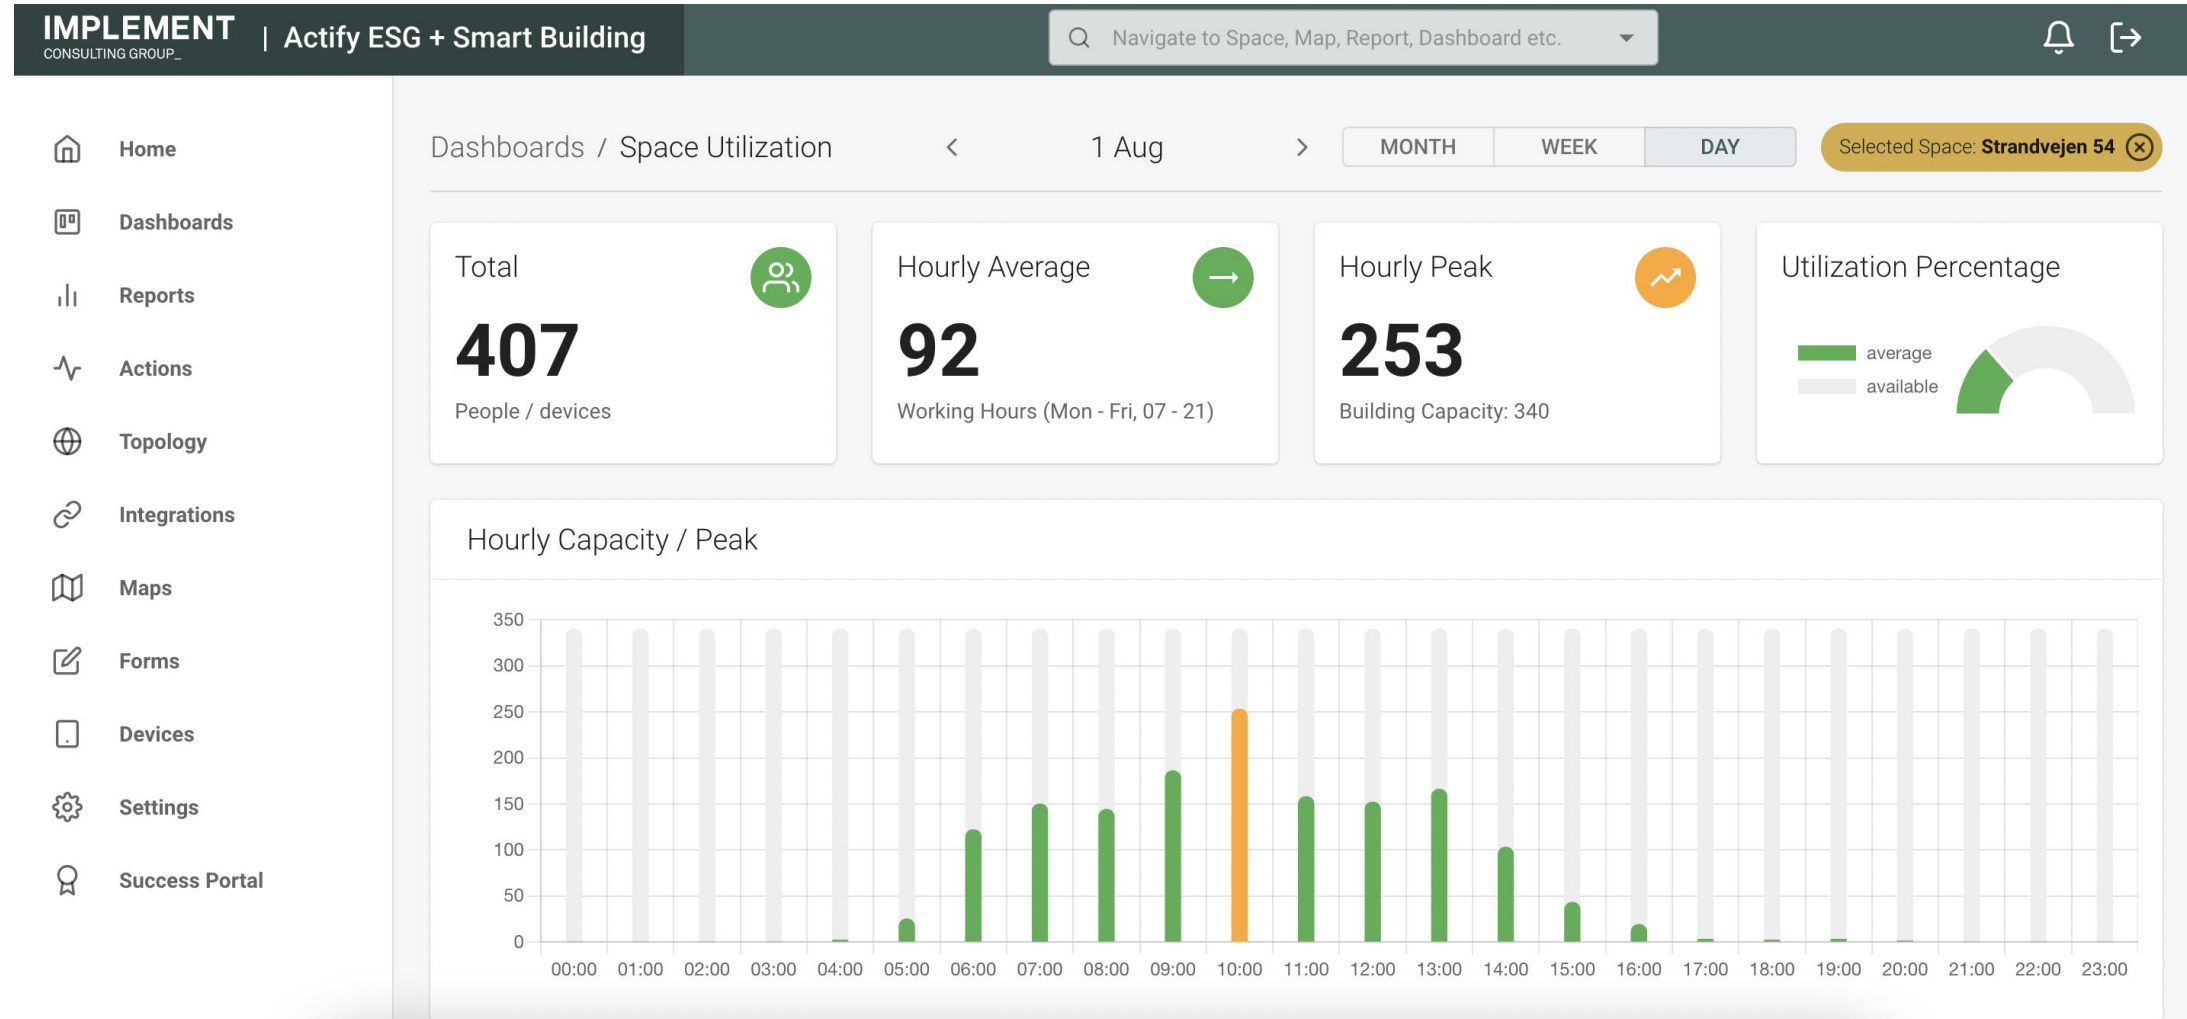 IMPLEMENT
CONSULTING GROUP_
| Actify ESG + Smart Building
Navigate to Space, Map, Report, Dashboard etc.
Home
Dashboards
Reports
Actions
Topology
Integrations
Maps
Forms
Devices
Settings
Success Portal
Dashboards / Space Utilization
< 1 Aug >
MONTH WEEK DAY
Selected Space: Strandvejen 54
Total
407
People / devices
Hourly Average
92
Working Hours (Mon - Fri, 07 - 21)
Hourly Peak
253
Building Capacity: 340
Utilization Percentage
average
available
Hourly Capacity / Peak
350
300
250
200
150
100
50
0
00:00 01:00 02:00 03:00 04:00 05:00 06:00 07:00 08:00 09:00 10:00 11:00 12:00 13:00 14:00 15:00 16:00 17:00 18:00 19:00 20:00 21:00 22:00 23:00